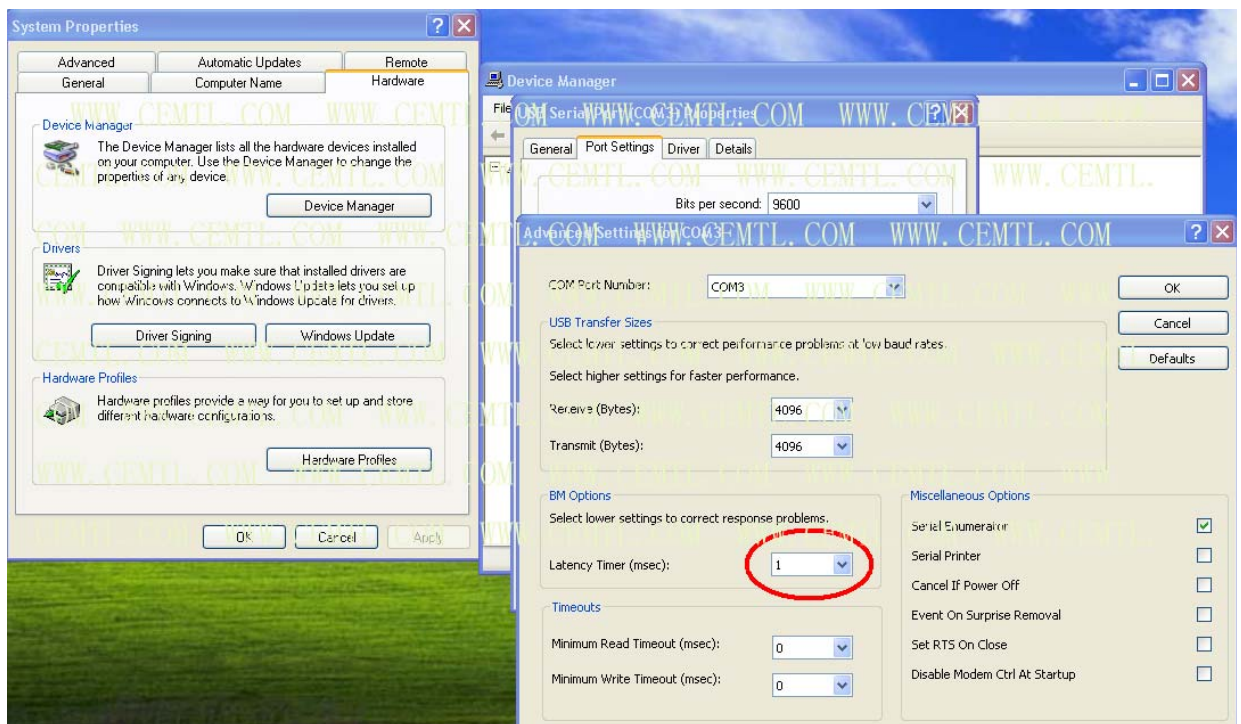 System Properties
Advanced
Automatic Updates
Remote
General
Computer Name
Hardware
Device Manager
The Device Manager lists all the hardware devices installed
on your computer. Use the Device Manager to change the
properties of any device.
Device Manager
Drivers
Driver Signing lets you make sure that installed drivers are
compatible with Windows. Windows Update lets you set up
how Windows connects to Windows Update for drivers.
Driver Signing
Windows Update
Hardware Profiles
Hardware profiles provide a way for you to set up and store
different hardware configurations.
Hardware Profiles
OK
Cancel
Apply
Device Manager
File
USB Serial Port (COM3) Properties
General
Port Settings
Driver
Details
Bits per second:
9600
Advanced Settings for COM3
COM Port Number:
COM3
OK
Cancel
Defaults
USB Transfer Sizes
Select lower settings to correct performance problems at low baud rates.
Select higher settings for faster performance.
Receive (Bytes):
4096
Transmit (Bytes):
4096
BM Options
Select lower settings to correct response problems.
Latency Timer (msec):
1
Timeouts
Minimum Read Timeout (msec):
0
Minimum Write Timeout (msec):
0
Miscellaneous Options
Serial Enumerator
Serial Printer
Cancel If Power Off
Event On Surprise Removal
Set RTS On Close
Disable Modem Ctrl At Startup
WWW. CEMTL. COM